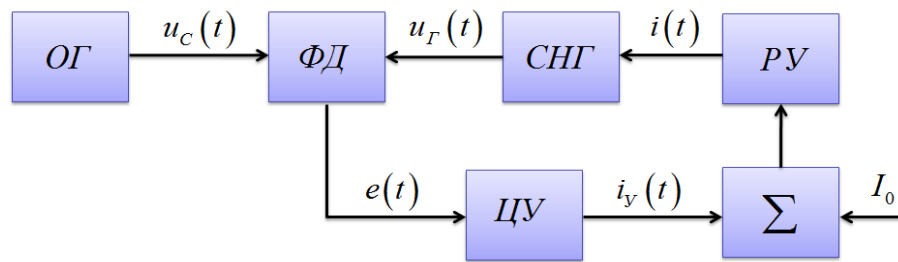 ОГ
u_C(t)
ФД
u_Г(t)
СНГ
i(t)
РУ
e(t)
ЦУ
i_У(t)
Σ
I_0